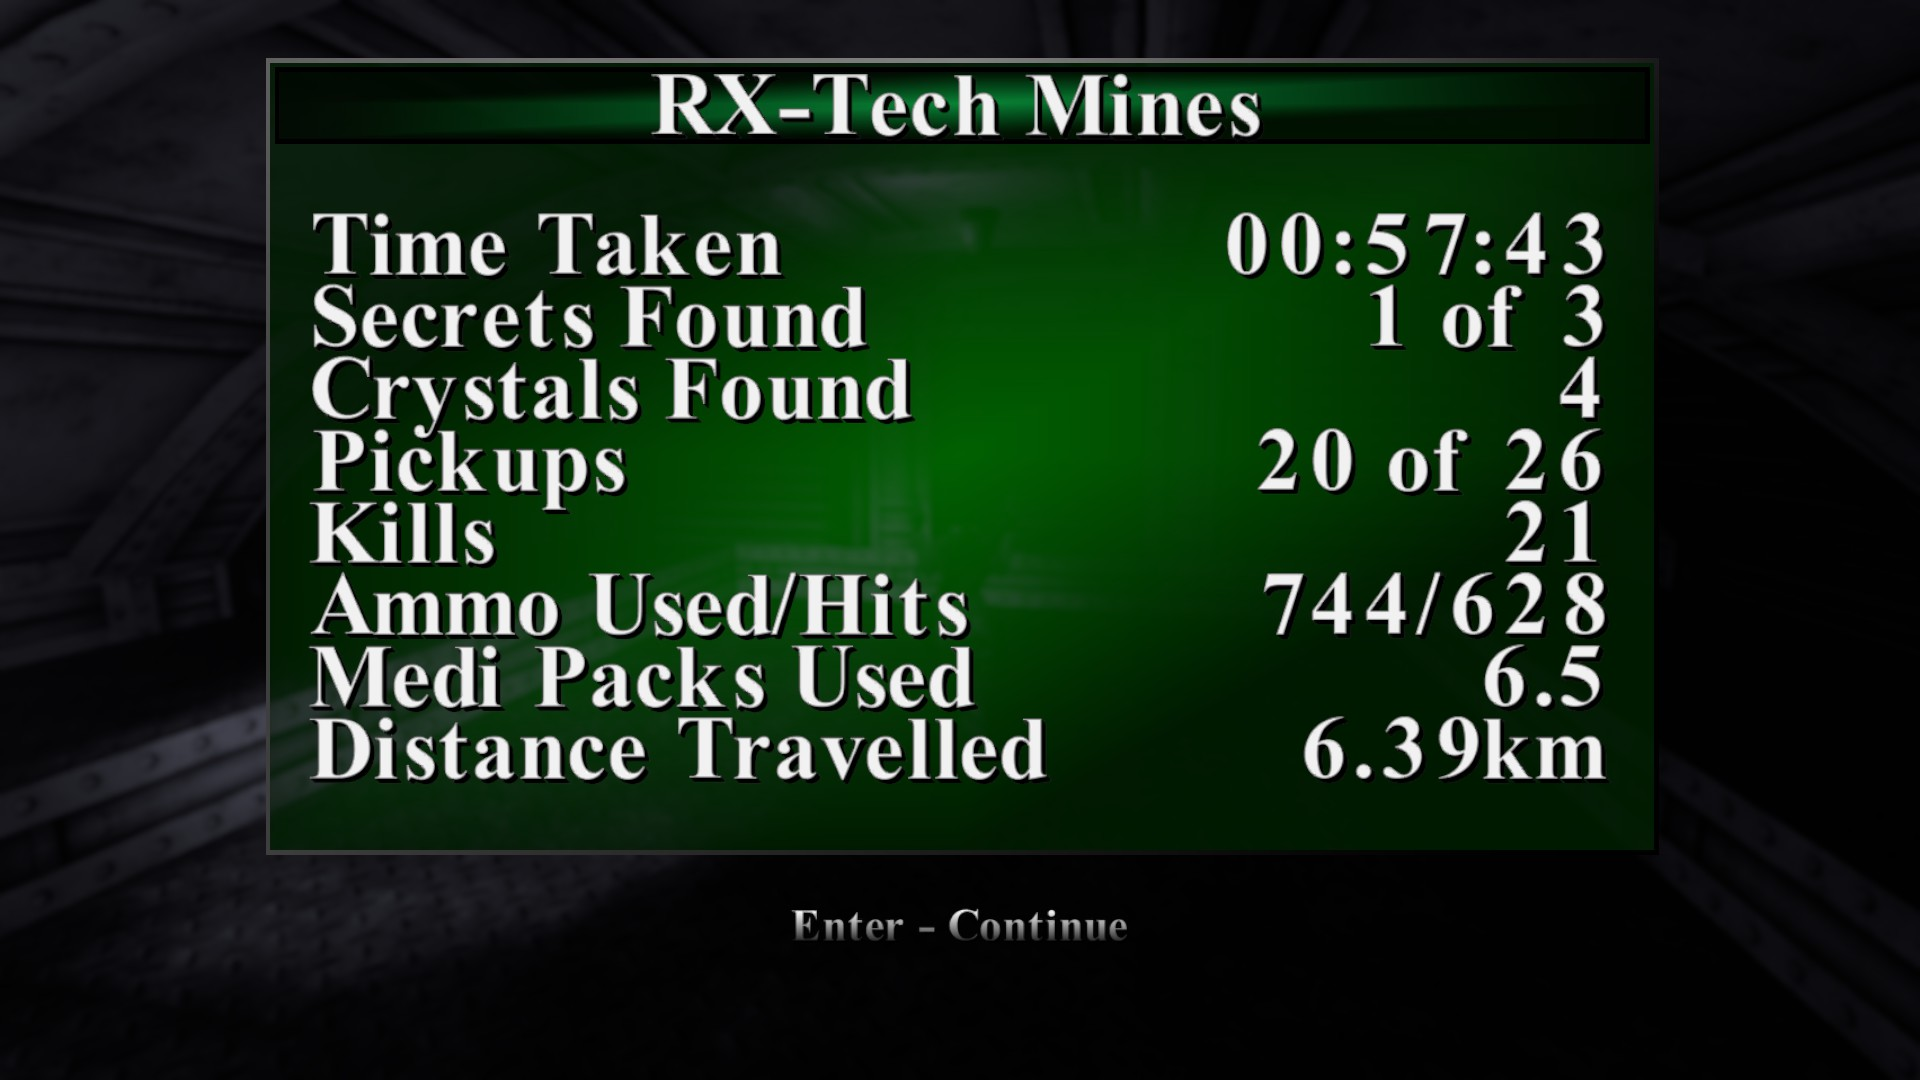 RX-Tech Mines
Time Taken 00:57:43
Secrets Found 1 of 3
Crystals Found 4
Pickups 20 of 26
Kills 21
Ammo Used/Hits 744/628
Medi Packs Used 6.5
Distance Travelled 6.39km
Enter - Continue